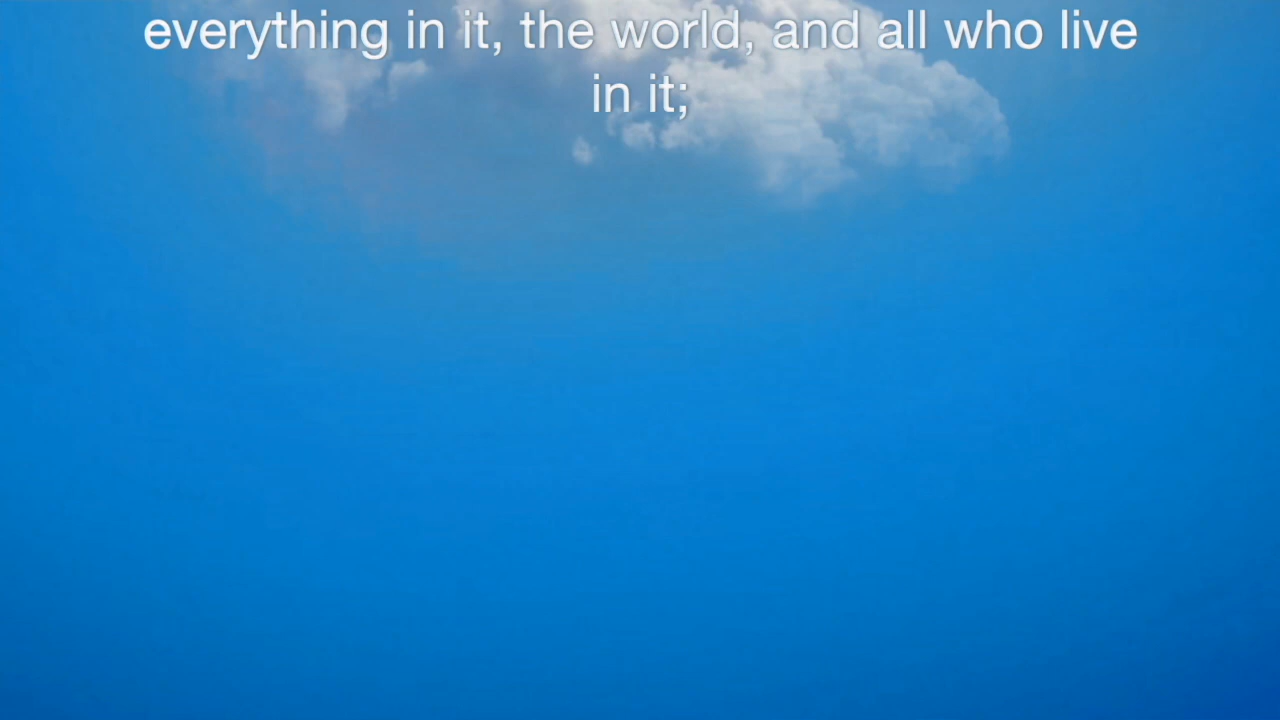 everything in it, the world, and all who live
in it;